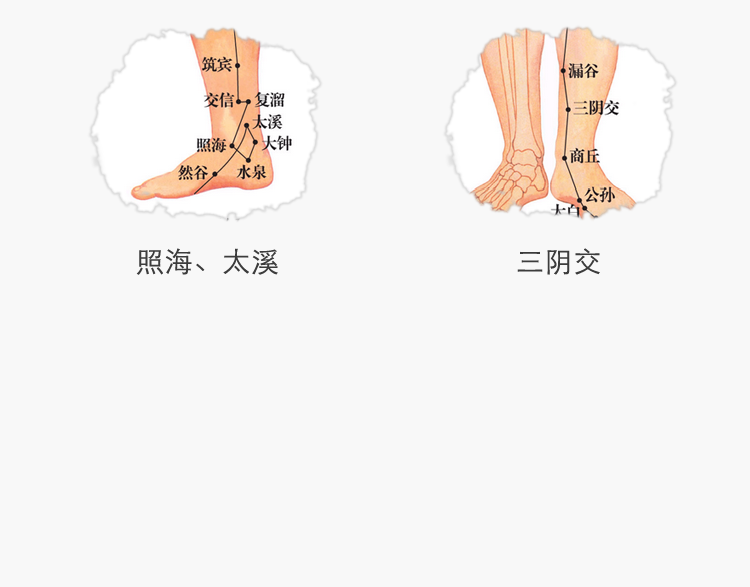 筑宾
交信 复溜
太溪
照海 大钟
然谷 水泉
照海、太溪
漏谷
三阴交
商丘
公孙
太白
三阴交